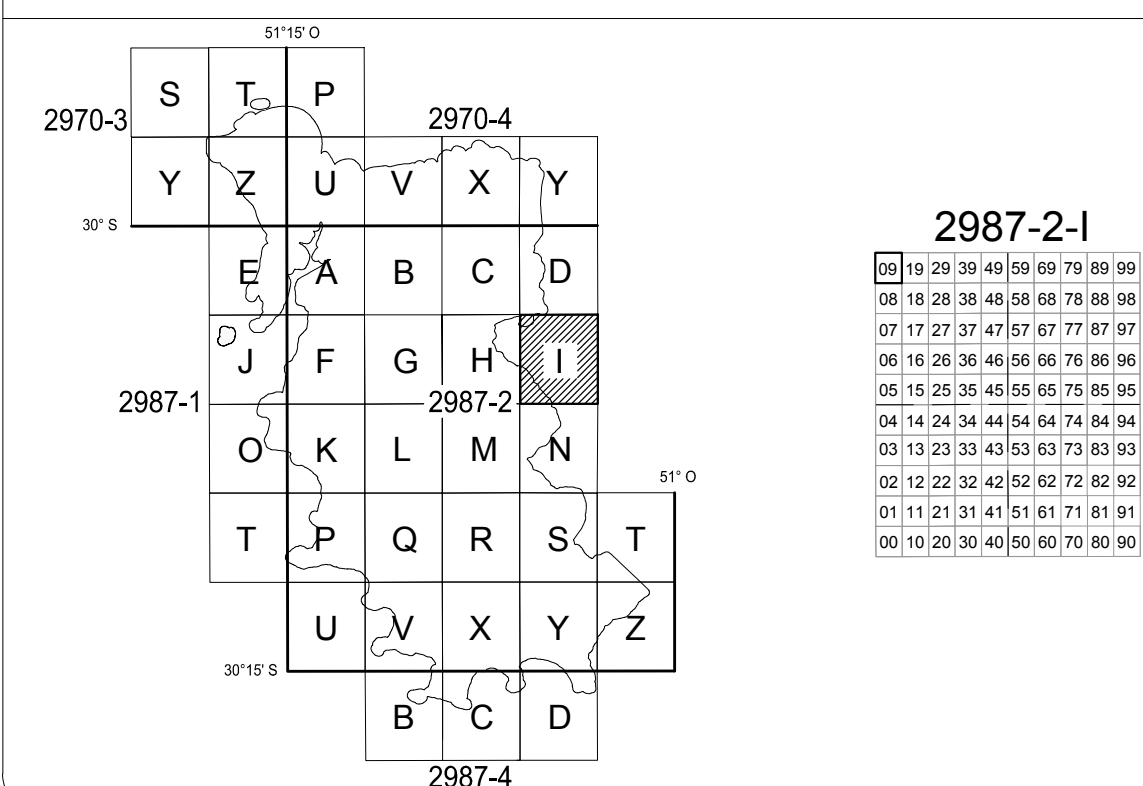 51°15' O
S T P
2970-3 2970-4
Y Z U V X Y
30° S
E A B C D
J F G H I
2987-1 2987-2
O K L M N
51° O
T P Q R S T
U V X Y Z
30°15' S
B C D
2987-4
2987-2-I
09 19 29 39 49 59 69 79 89 99
08 18 28 38 48 58 68 78 88 98
07 17 27 37 47 57 67 77 87 97
06 16 26 36 46 56 66 76 86 96
05 15 25 35 45 55 65 75 85 95
04 14 24 34 44 54 64 74 84 94
03 13 23 33 43 53 63 73 83 93
02 12 22 32 42 52 62 72 82 92
01 11 21 31 41 51 61 71 81 91
00 10 20 30 40 50 60 70 80 90